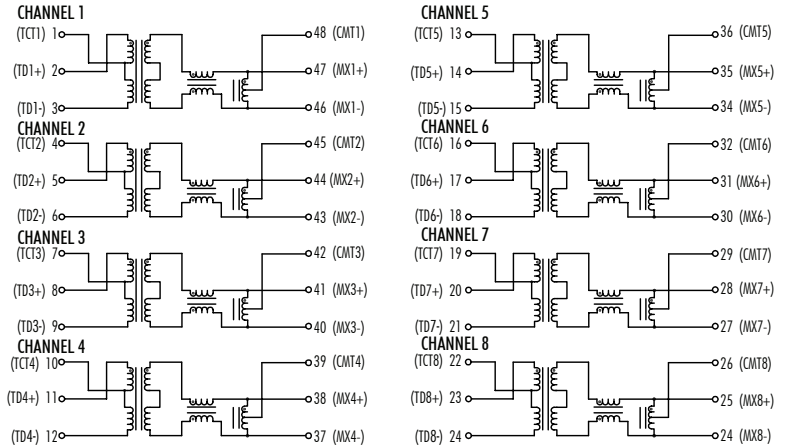 CHANNEL 1
(TCT1) 1
48 (CMT1)
(TD1+) 2
47 (MX1+)
(TD1-) 3
46 (MX1-)
CHANNEL 2
(TCT2) 4
45 (CMT2)
(TD2+) 5
44 (MX2+)
(TD2-) 6
43 (MX2-)
CHANNEL 3
(TCT3) 7
42 (CMT3)
(TD3+) 8
41 (MX3+)
(TD3-) 9
40 (MX3-)
CHANNEL 4
(TCT4) 10
39 (CMT4)
(TD4+) 11
38 (MX4+)
(TD4-) 12
37 (MX4-)
CHANNEL 5
(TCT5) 13
36 (CMT5)
(TD5+) 14
35 (MX5+)
(TD5-) 15
34 (MX5-)
CHANNEL 6
(TCT6) 16
32 (CMT6)
(TD6+) 17
31 (MX6+)
(TD6-) 18
30 (MX6-)
CHANNEL 7
(TCT7) 19
29 (CMT7)
(TD7+) 20
28 (MX7+)
(TD7-) 21
27 (MX7-)
CHANNEL 8
(TCT8) 22
26 (CMT8)
(TD8+) 23
25 (MX8+)
(TD8-) 24
24 (MX8-)